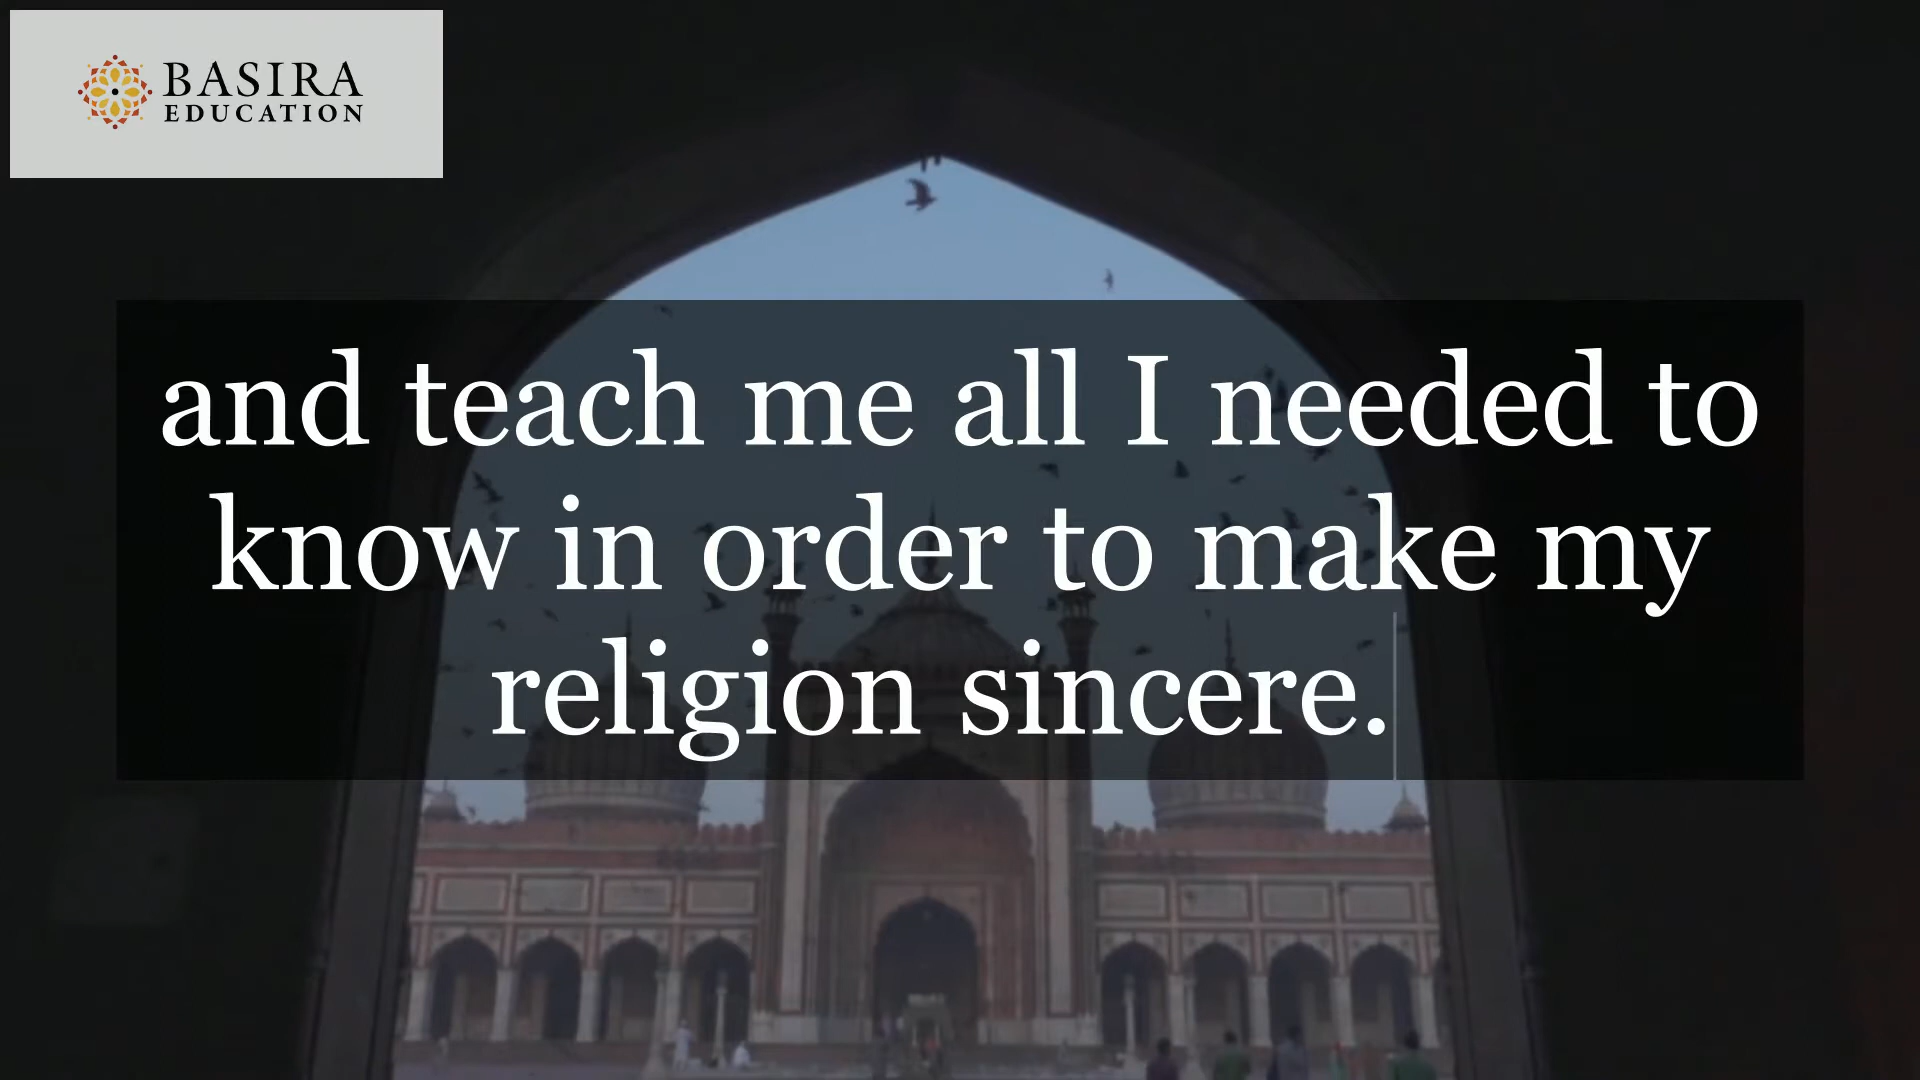 BASIRA
EDUCATION
and teach me all I needed to
know in order to make my
religion sincere.